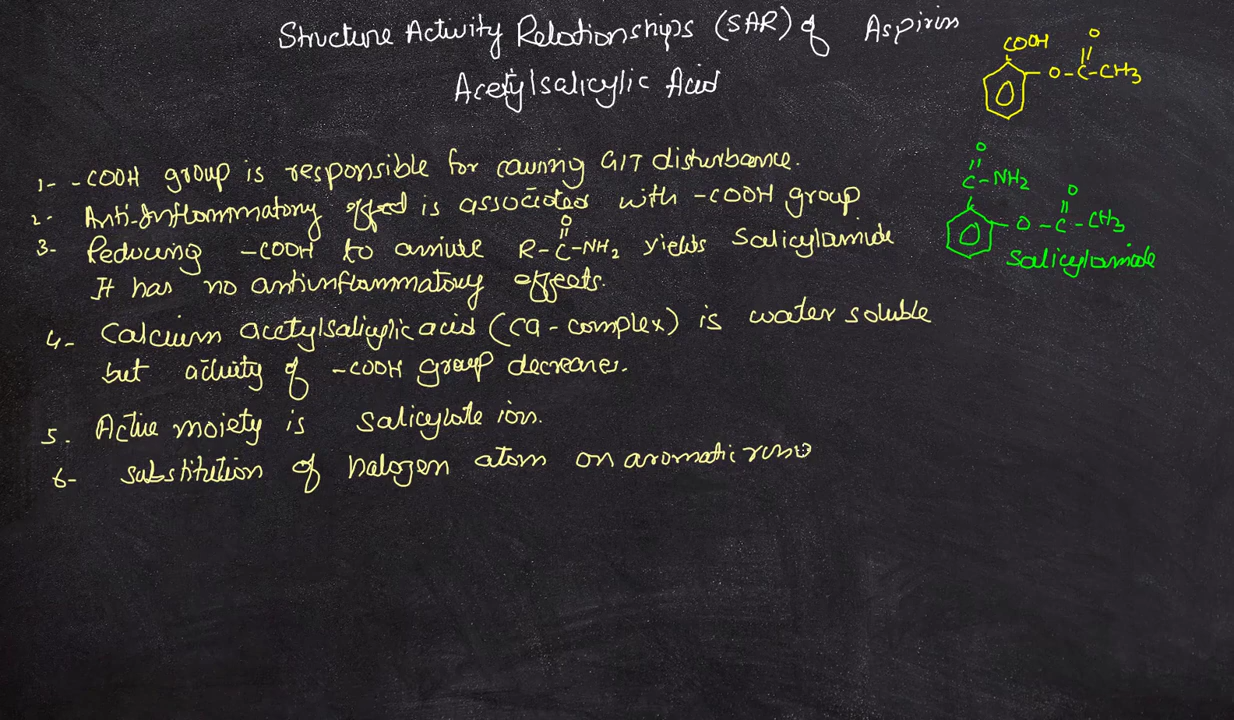 Structure Activity Relationships (SAR) of Aspirin
Acetylsalicylic Acid
COOH
O
O-C-CH3
1- -COOH group is responsible for causing GIT disturbance.
2- Anti-Inflammatory effect is associated with -COOH group
3- Reducing -COOH to amide R-C-NH2 yields Salicylamide
O
It has no antiinflammatory effects.
4- Calcium acetylsalicylic acid (Ca-complex) is water soluble
but activity of -COOH group decreases.
5. Active moiety is salicylate ion.
6- substitution of halogen atom on aromatic
O
C-NH2
O
O-C-CH3
Salicylamide